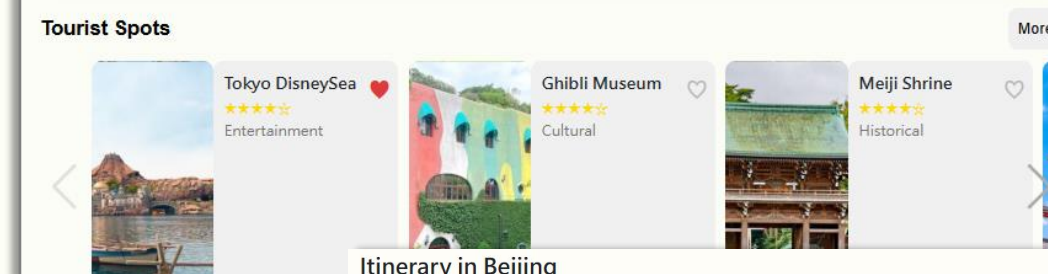 Tourist Spots
More
Tokyo DisneySea
★★★★☆
Entertainment
Ghibli Museum
★★★★☆
Cultural
Meiji Shrine
★★★★☆
Historical
Itinerary in Beijing